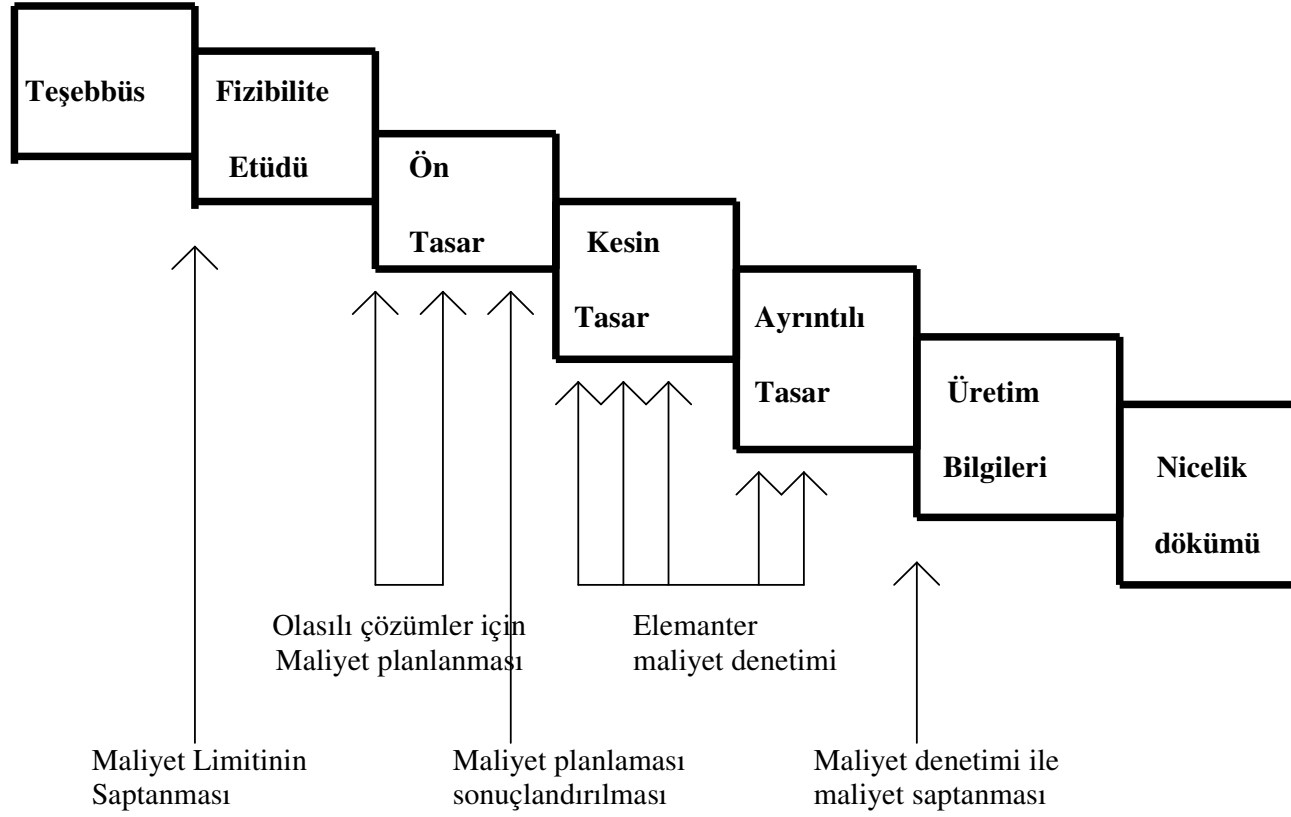 Teşebbüs
Fizibilite
Etüdü
Ön
Tasar
Kesin
Tasar
Ayrıntılı
Tasar
Üretim
Bilgileri
Nicelik
dökümü
Olasılı çözümler için
Maliyet planlanması
Elemanter
maliyet denetimi
Maliyet Limitinin
Saptanması
Maliyet planlaması
sonuçlandırılması
Maliyet denetimi ile
maliyet saptanması